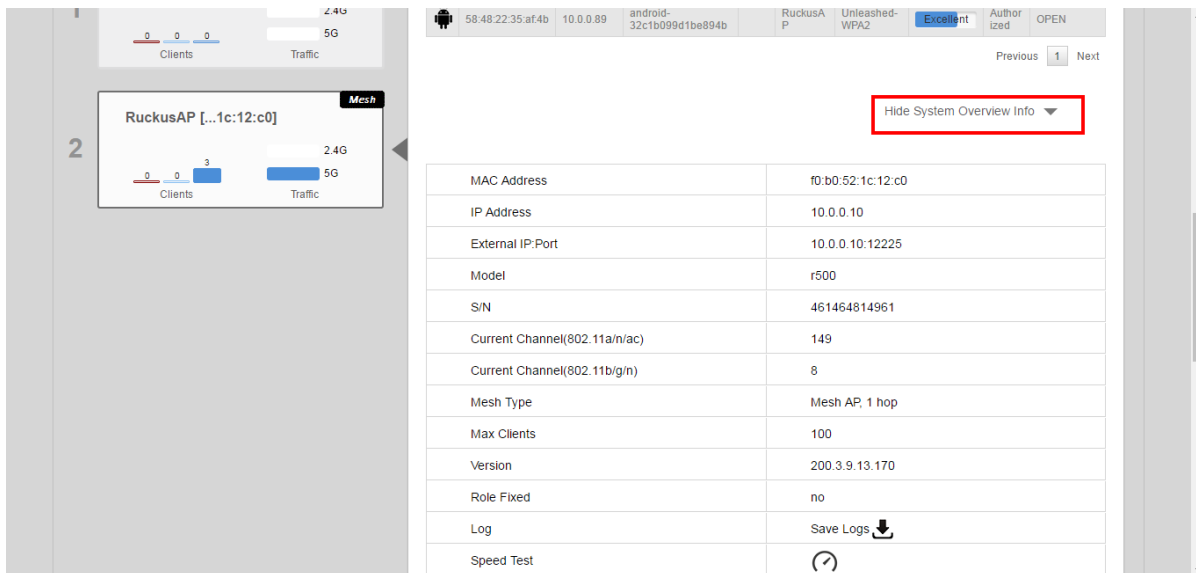 2.4G
5G
0 0 0
Clients Traffic
2
Mesh
RuckusAP [...1c:12:c0]
2.4G
5G
0 0 3
Clients Traffic
58:48:22:35:af:4b 10.0.0.89 android-32c1b099d1be894b RuckusAP Unleashed-WPA2 Excellent Authorized OPEN
Previous 1 Next
Hide System Overview Info
MAC Address f0:b0:52:1c:12:c0
IP Address 10.0.0.10
External IP:Port 10.0.0.10:12225
Model r500
S/N 461464814961
Current Channel(802.11a/n/ac) 149
Current Channel(802.11b/g/n) 8
Mesh Type Mesh AP, 1 hop
Max Clients 100
Version 200.3.9.13.170
Role Fixed no
Log Save Logs
Speed Test